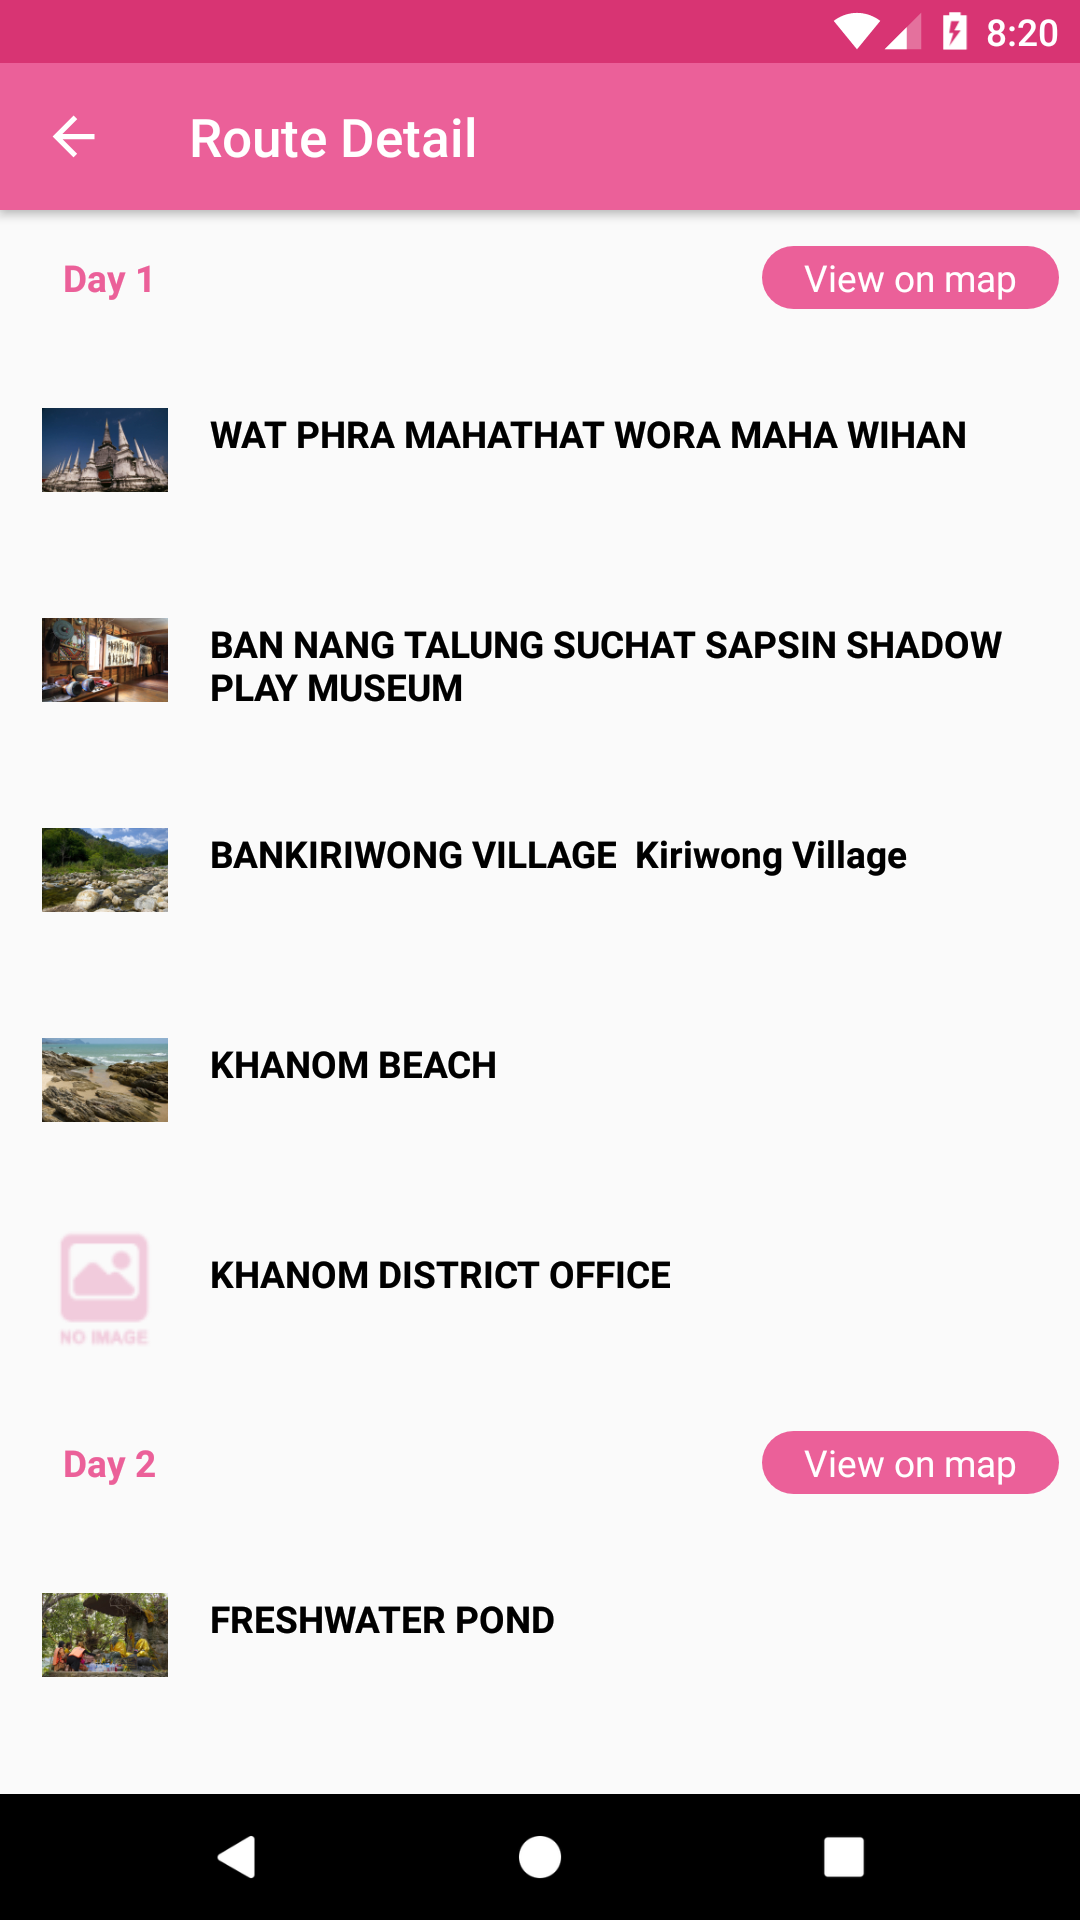 8:20
Route Detail
Day 1
View on map
WAT PHRA MAHATHAT WORA MAHA WIHAN
BAN NANG TALUNG SUCHAT SAPSIN SHADOW
PLAY MUSEUM
BANKIRIWONG VILLAGE  Kiriwong Village
KHANOM BEACH
NO IMAGE
KHANOM DISTRICT OFFICE
Day 2
View on map
FRESHWATER POND